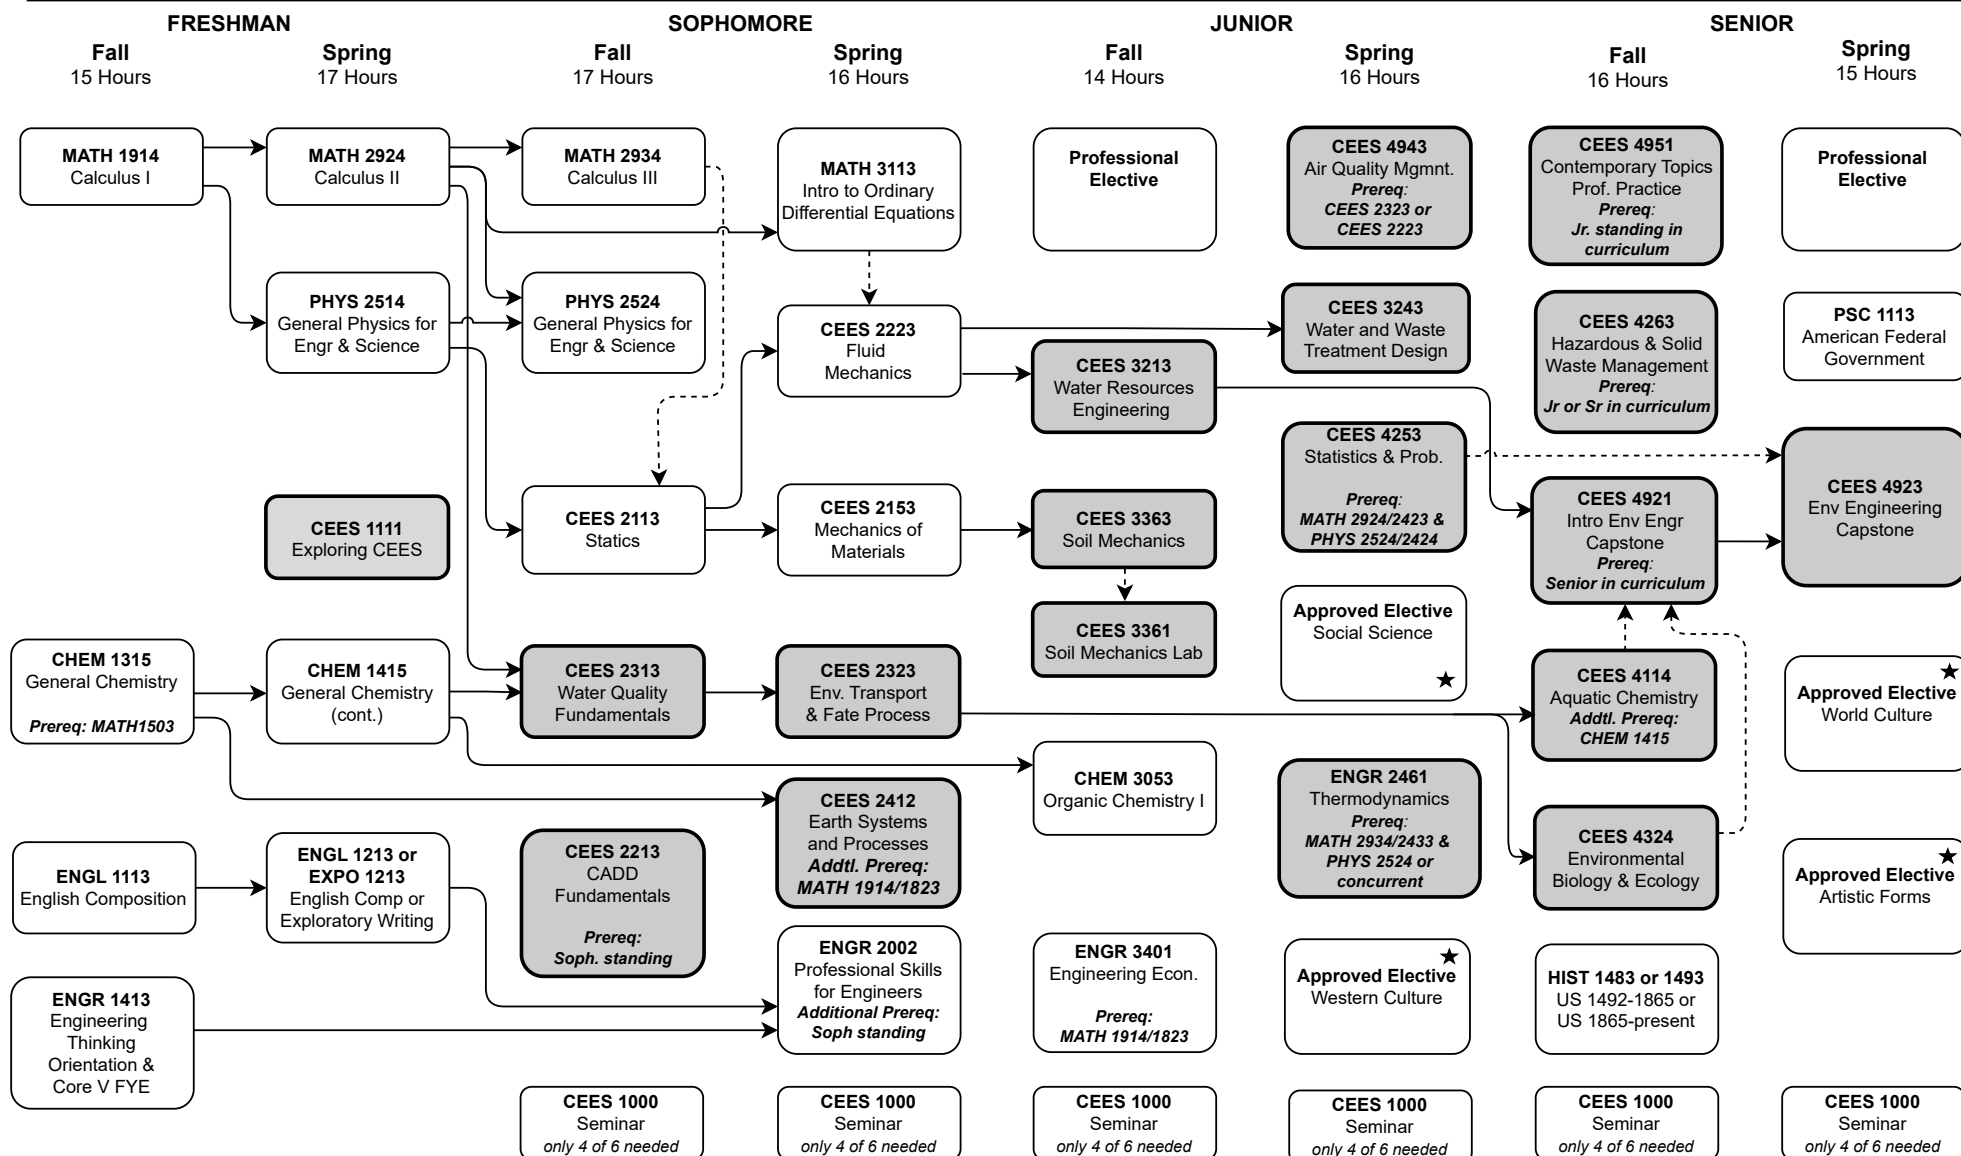 FRESHMAN
SOPHOMORE
JUNIOR
SENIOR
Fall
15 Hours
Spring
17 Hours
Fall
17 Hours
Spring
16 Hours
Fall
14 Hours
Spring
16 Hours
Fall
16 Hours
Spring
15 Hours
MATH 1914
Calculus I
CHEM 1315
General Chemistry
Prereq: MATH1503
ENGL 1113
English Composition
ENGR 1413
Engineering
Thinking
Orientation &
Core V FYE
MATH 2924
Calculus II
PHYS 2514
General Physics for
Engr & Science
CEES 1111
Exploring CEES
CHEM 1415
General Chemistry
(cont.)
ENGL 1213 or
EXPO 1213
English Comp or
Exploratory Writing
MATH 2934
Calculus III
PHYS 2524
General Physics for
Engr & Science
CEES 2113
Statics
CEES 2313
Water Quality
Fundamentals
CEES 2213
CADD
Fundamentals
Prereq:
Soph. standing
CEES 1000
Seminar
only 4 of 6 needed
MATH 3113
Intro to Ordinary
Differential Equations
CEES 2223
Fluid
Mechanics
CEES 2153
Mechanics of
Materials
CEES 2323
Env. Transport
& Fate Process
CEES 2412
Earth Systems
and Processes
Addtl. Prereq:
MATH 1914/1823
ENGR 2002
Professional Skills
for Engineers
Additional Prereq:
Soph standing
CEES 1000
Seminar
only 4 of 6 needed
Professional
Elective
CEES 3213
Water Resources
Engineering
CEES 3363
Soil Mechanics
CEES 3361
Soil Mechanics Lab
CHEM 3053
Organic Chemistry I
ENGR 3401
Engineering Econ.
Prereq:
MATH 1914/1823
CEES 1000
Seminar
only 4 of 6 needed
CEES 4943
Air Quality Mgmnt.
Prereq:
CEES 2323 or
CEES 2223
CEES 3243
Water and Waste
Treatment Design
CEES 4253
Statistics & Prob.
Prereq:
MATH 2924/2423 &
PHYS 2524/2424
Approved Elective
Social Science
★
ENGR 2461
Thermodynamics
Prereq:
MATH 2934/2433 &
PHYS 2524 or
concurrent
★
Approved Elective
Western Culture
CEES 1000
Seminar
only 4 of 6 needed
CEES 4951
Contemporary Topics
Prof. Practice
Prereq:
Jr. standing in
curriculum
CEES 4263
Hazardous & Solid
Waste Management
Prereq:
Jr or Sr in curriculum
CEES 4921
Intro Env Engr
Capstone
Prereq:
Senior in curriculum
CEES 4114
Aquatic Chemistry
Addtl. Prereq:
CHEM 1415
CEES 4324
Environmental
Biology & Ecology
HIST 1483 or 1493
US 1492-1865 or
US 1865-present
CEES 1000
Seminar
only 4 of 6 needed
Professional
Elective
PSC 1113
American Federal
Government
CEES 4923
Env Engineering
Capstone
★
Approved Elective
World Culture
★
Approved Elective
Artistic Forms
CEES 1000
Seminar
only 4 of 6 needed